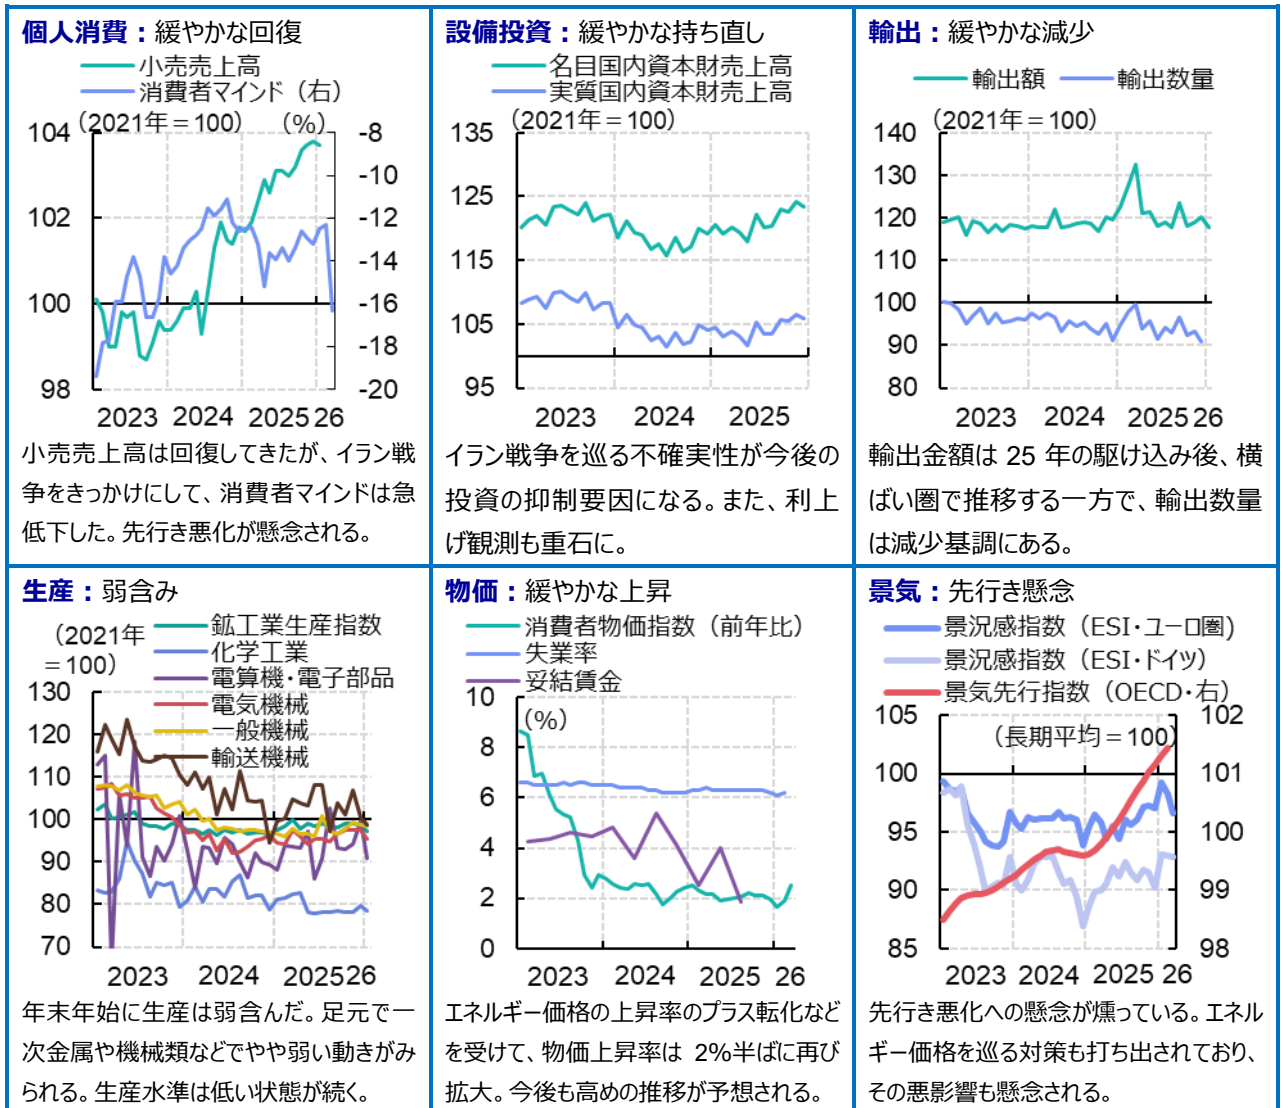 個人消費：緩やかな回復
小売売上高
消費者マインド（右）
（2021年＝100）
（%）
104
102
100
98
-8
-10
-12
-14
-16
-18
-20
2023
2024
2025
26
小売売上高は回復してきたが、イラン戦
争をきっかけにして、消費者マインドは急
低下した。先行き悪化が懸念される。
設備投資：緩やかな持ち直し
名目国内資本財売上高
実質国内資本財売上高
（2021年＝100）
135
125
115
105
95
2023
2024
2025
イラン戦争を巡る不確実性が今後の
投資の抑制要因になる。また、利上
げ観測も重石に。
輸出：緩やかな減少
輸出額
輸出数量
（2021年＝100）
140
130
120
110
100
90
80
2023
2024
2025
26
輸出金額は 25 年の駆け込み後、横
ばい圏で推移する一方で、輸出数量
は減少基調にある。
生産：弱含み
（2021年
＝100）
鉱工業生産指数
化学工業
電算機・電子部品
電気機械
一般機械
輸送機械
130
120
110
100
90
80
70
2023
2024
2025
26
年末年始に生産は弱含んだ。足元で一
次金属や機械類などでやや弱い動きがみ
られる。生産水準は低い状態が続く。
物価：緩やかな上昇
消費者物価指数（前年比）
失業率
妥結賃金
（%）
10
8
6
4
2
0
2023
2024
2025
26
エネルギー価格の上昇率のプラス転化など
を受けて、物価上昇率は 2%半ばに再び
拡大。今後も高めの推移が予想される。
景気：先行き懸念
景況感指数（ESI・ユーロ圏）
景況感指数（ESI・ドイツ）
景気先行指数（OECD・右）
（長期平均＝100）
105
100
95
90
85
102
101
100
99
98
2023
2024
2025
26
先行き悪化への懸念が燻っている。エネル
ギー価格を巡る対策も打ち出されており、
その悪影響も懸念される。